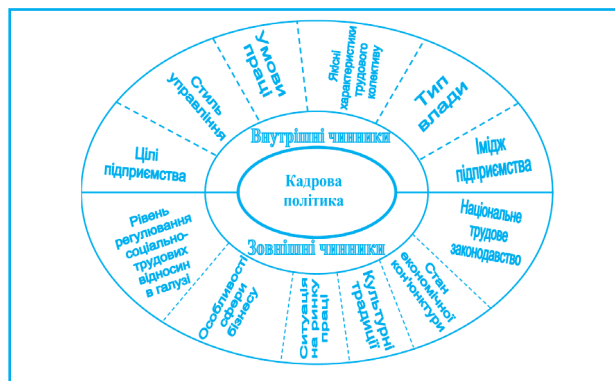 Цілі
підприємства
Стиль
управління
Умови
праці
Якісні
характеристики
трудового
колективу
Тип
влади
Імідж
підприємства
Внутрішні чинники
Кадрова
політика
Зовнішні чинники
Рівень
регулювання
соціально-
трудових
відносин
в галузі
Особливості
сфери
бізнесу
Ситуація
на ринку
праці
Культурні
традиції
Стан
економічної
кон'юнктури
Національне
трудове
законодавство